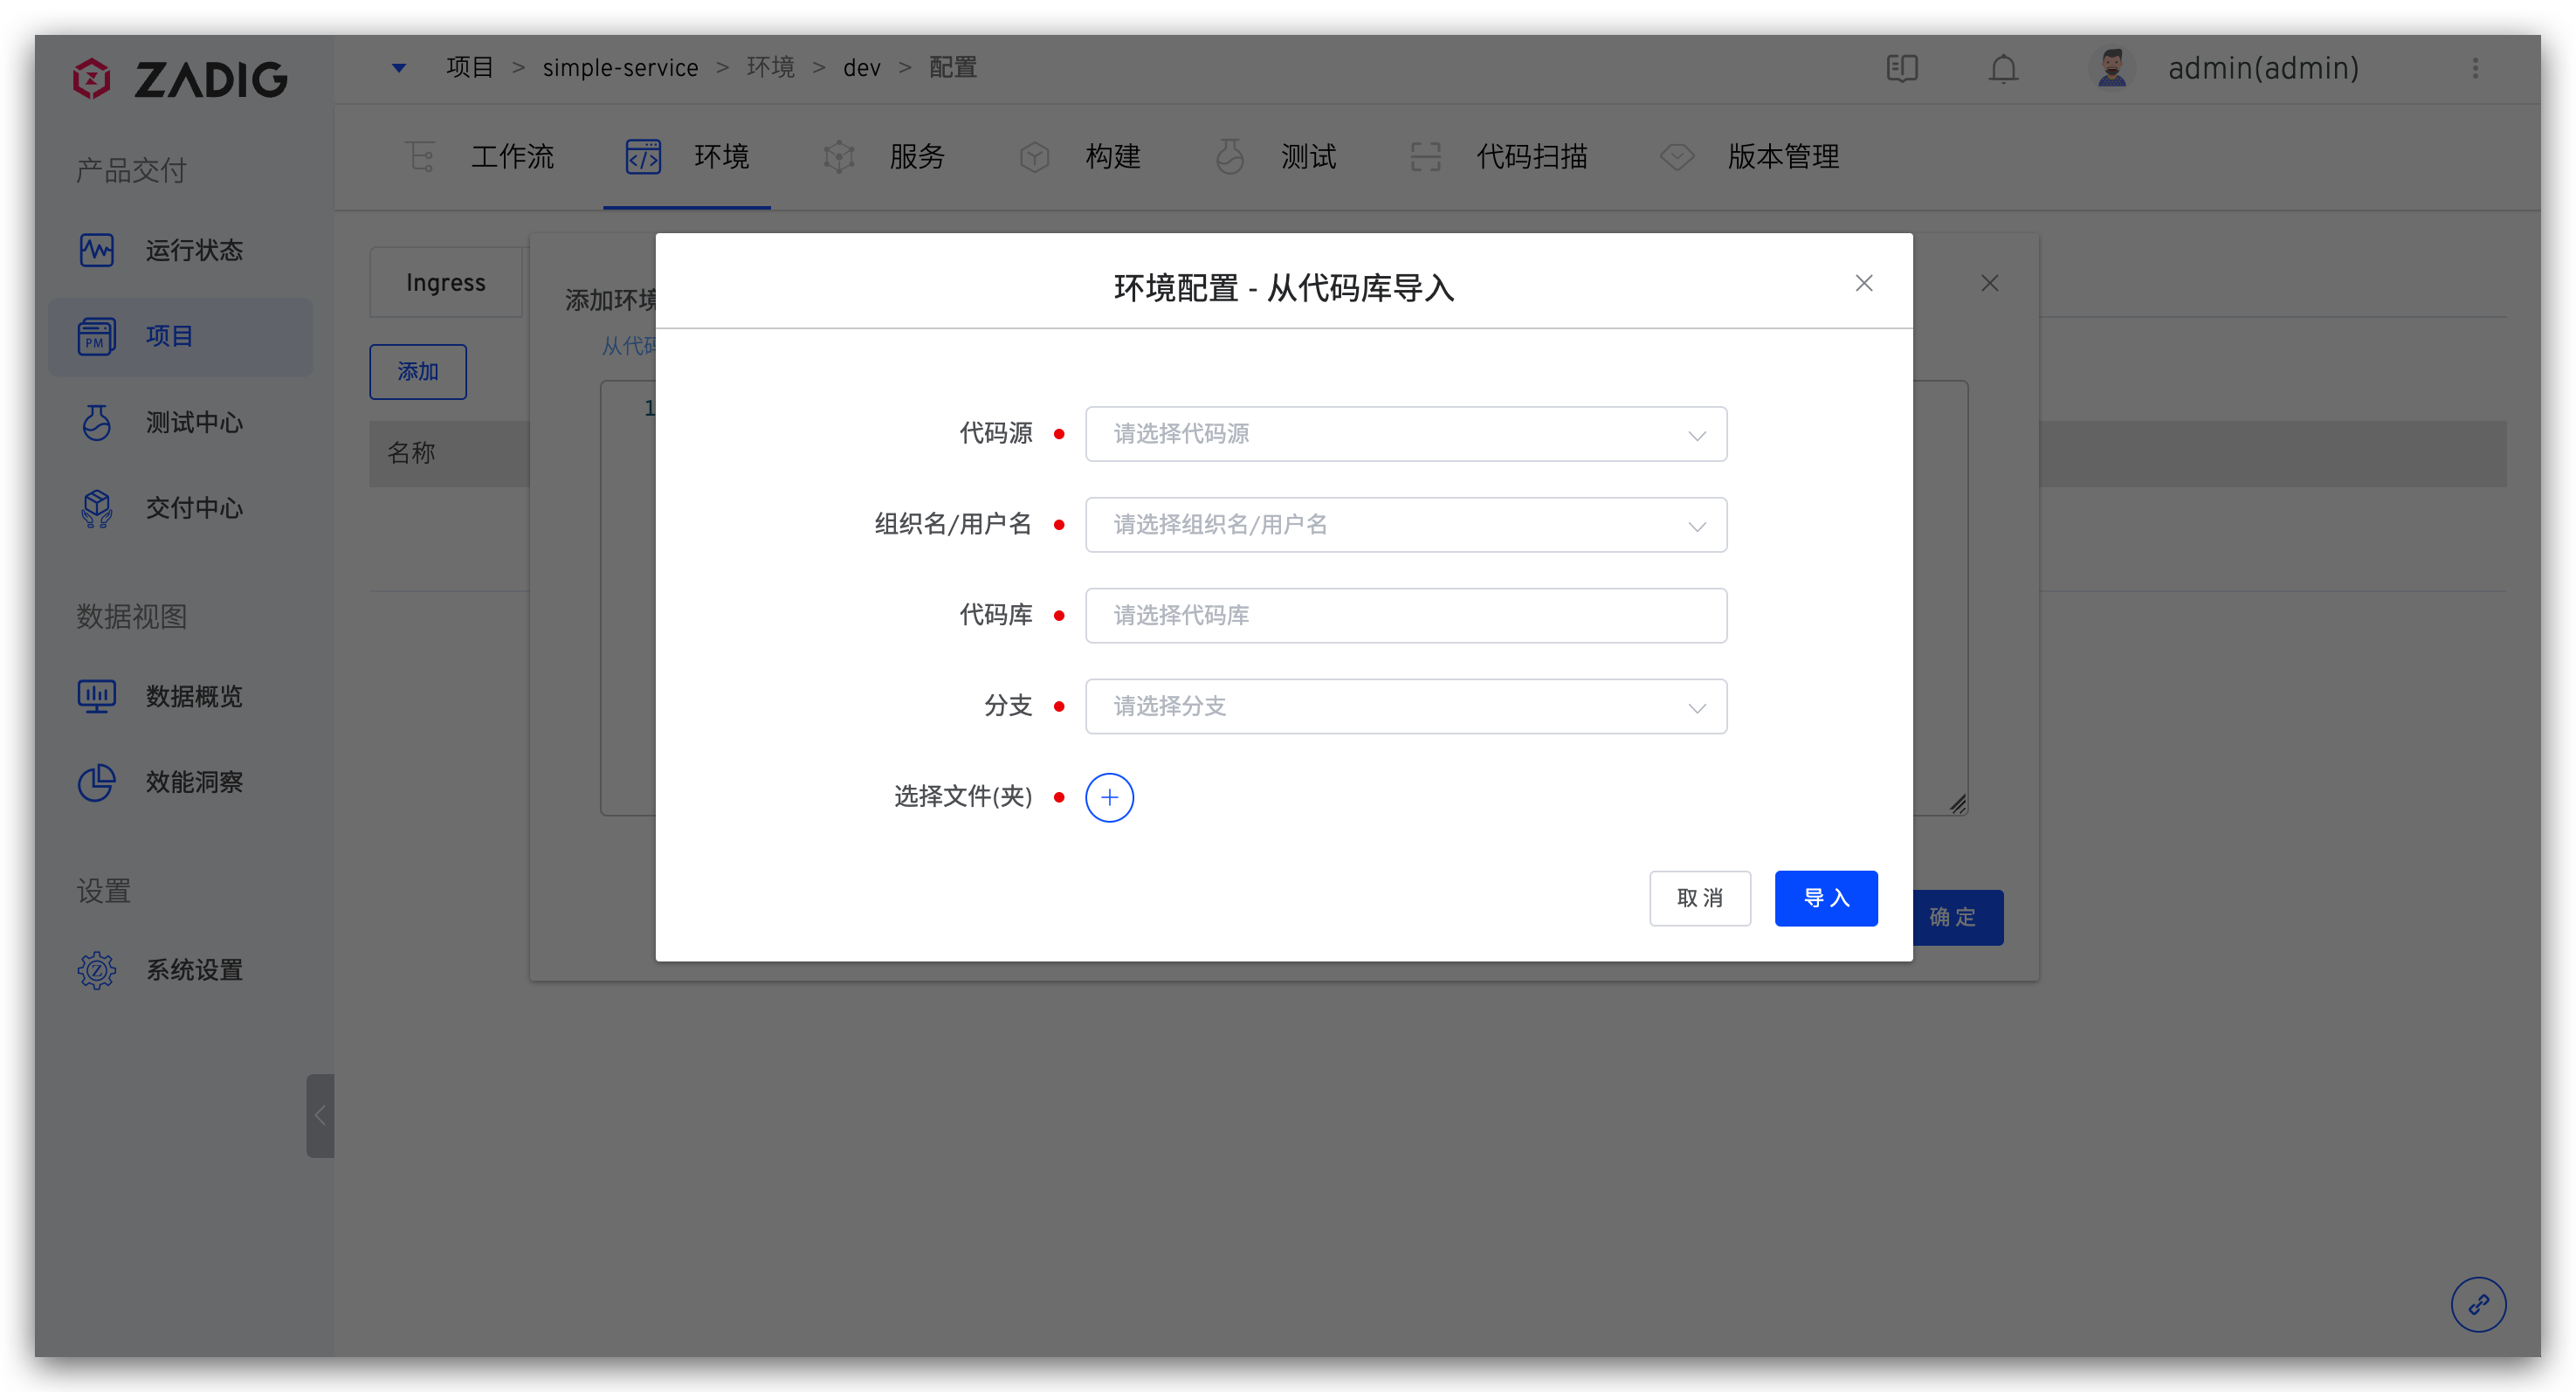 ZADIG
项目 > simple-service > 环境 > dev > 配置
admin(admin)
产品交付
运行状态
项目
PM
测试中心
交付中心
数据视图
数据概览
效能洞察
设置
系统设置
工作流
环境
服务
构建
测试
代码扫描
版本管理
Ingress
添加
名称
添加环境
从代码
1
环境配置 - 从代码库导入
代码源
请选择代码源
组织名/用户名
请选择组织名/用户名
代码库
请选择代码库
分支
请选择分支
选择文件(夹)
取消
导入
确定